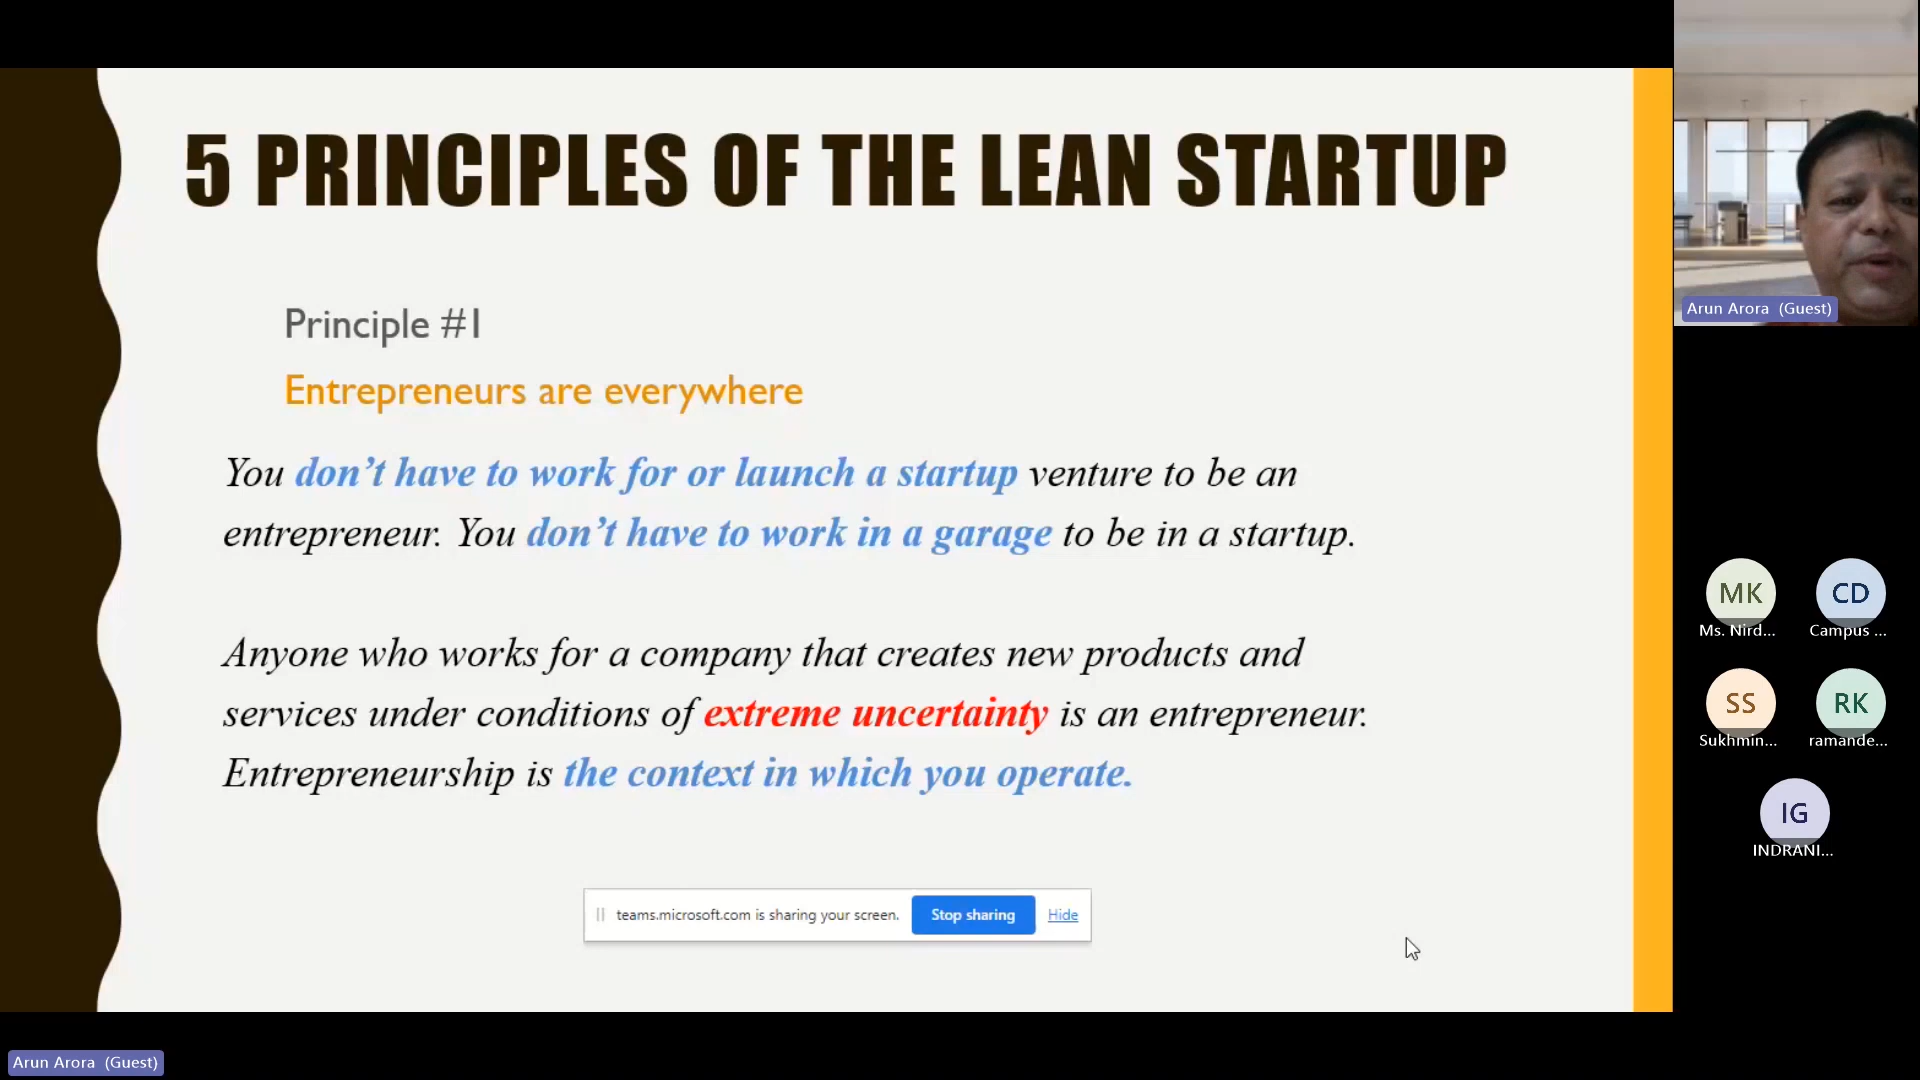 5 PRINCIPLES OF THE LEAN STARTUP
Principle #1
Entrepreneurs are everywhere
You don't have to work for or launch a startup venture to be an
entrepreneur. You don't have to work in a garage to be in a startup.
Anyone who works for a company that creates new products and
services under conditions of extreme uncertainty is an entrepreneur.
Entrepreneurship is the context in which you operate.
teams.microsoft.com is sharing your screen. Stop sharing Hide
Arun Arora (Guest)
MK CD
Ms. Nird... Campus ...
SS RK
Sukhmin... ramande...
IG
INDRANI...
Arun Arora (Guest)